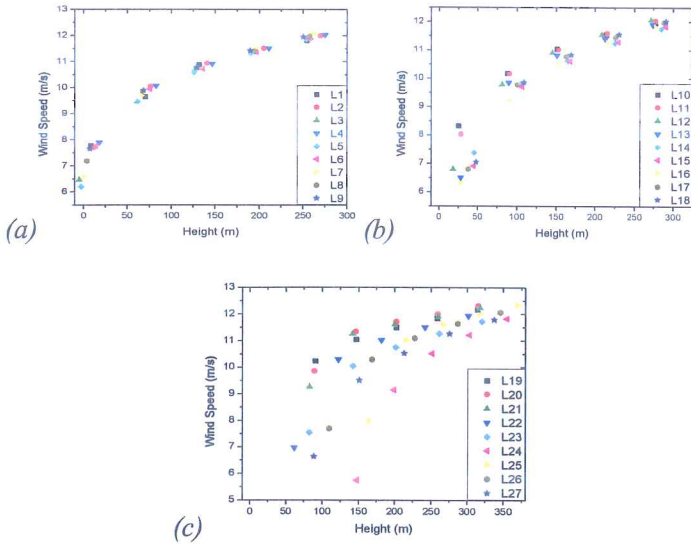 13
12
11
10
9
8
7
6
Wind Speed (m/s)
0 50 100 150 200 250 300
Height (m)
L1
L2
L3
L4
L5
L6
L7
L8
L9
(a)
12
11
10
9
8
7
6
Wind Speed (m/s)
0 50 100 150 200 250 300
Height (m)
L10
L11
L12
L13
L14
L15
L16
L17
L18
(b)
13
12
11
10
9
8
7
6
5
Wind Speed (m/s)
0 50 100 150 200 250 300 350
Height (m)
L19
L20
L21
L22
L23
L24
L25
L26
L27
(c)